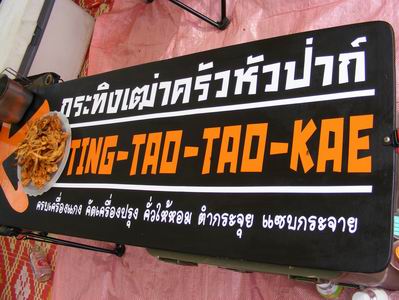 กระทิงเฒ่าครัวหัวป่าก์
TING-TAO-TAO-KAE
ครบเครื่องแกง คัดเครื่องปรุง คั่วให้หอม ตำกระจุย แซบกระจาย